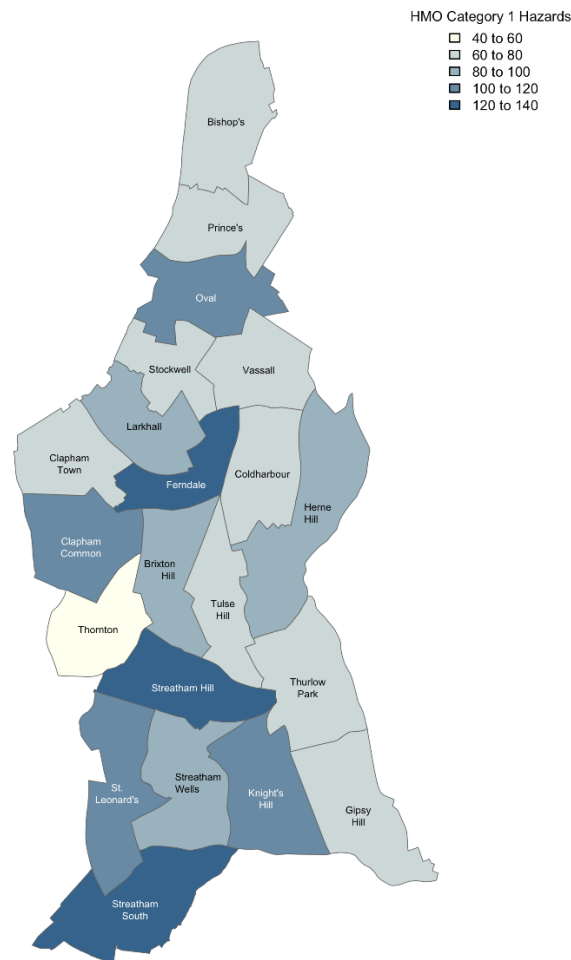 HMO Category 1 Hazards
40 to 60
60 to 80
80 to 100
100 to 120
120 to 140
Bishop's
Prince's
Oval
Stockwell
Vassall
Larkhall
Clapham
Town
Ferndale
Coldharbour
Herne
Hill
Clapham
Common
Brixton
Hill
Tulse
Hill
Thornton
Streatham Hill
Thurlow
Park
St.
Leonard's
Streatham
Wells
Knight's
Hill
Gipsy
Hill
Streatham
South